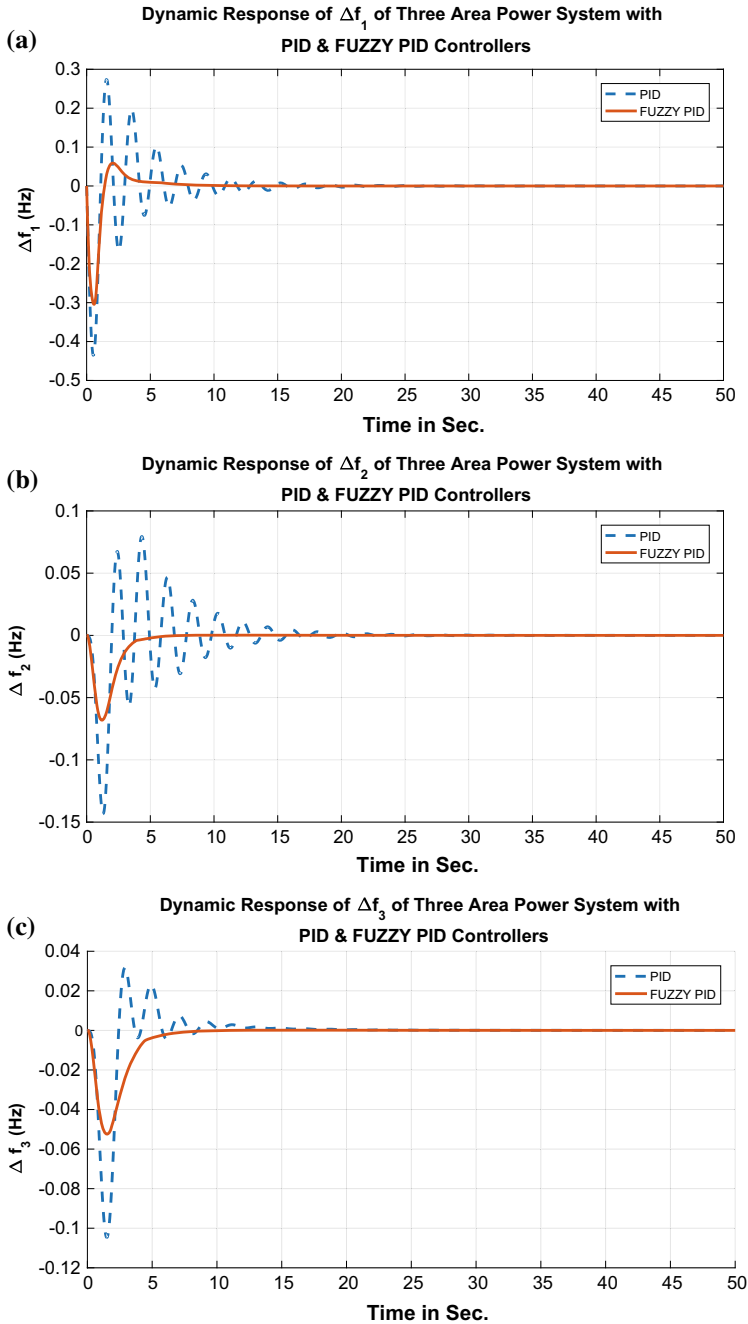 (a)
Dynamic Response of Δf1 of Three Area Power System with
PID & FUZZY PID Controllers
PID
FUZZY PID
0.3
0.2
0.1
0
-0.1
-0.2
-0.3
-0.4
-0.5
Δf1 (Hz)
0 5 10 15 20 25 30 35 40 45 50
Time in Sec.
(b)
Dynamic Response of Δf2 of Three Area Power System with
PID & FUZZY PID Controllers
PID
FUZZY PID
0.1
0.05
0
-0.05
-0.1
-0.15
Δ f2 (Hz)
0 5 10 15 20 25 30 35 40 45 50
Time in Sec.
(c)
Dynamic Response of Δf3 of Three Area Power System with
PID & FUZZY PID Controllers
PID
FUZZY PID
0.04
0.02
0
-0.02
-0.04
-0.06
-0.08
-0.1
-0.12
Δ f3 (Hz)
0 5 10 15 20 25 30 35 40 45 50
Time in Sec.